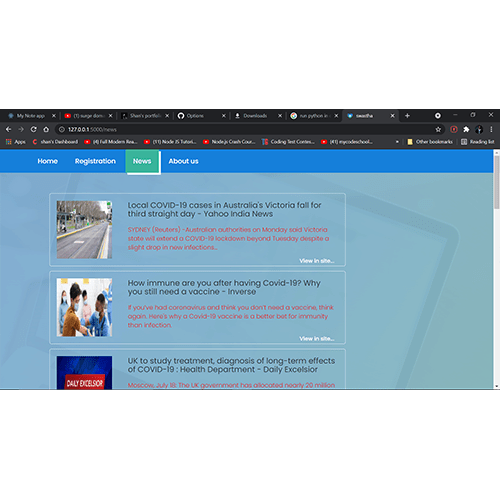 My Note app
(1) surge dom
Shan's portfoli
Options
Downloads
run python in
swastha
127.0.0.1:5000/news
Apps
shan's Dashboard
(4) Full Modern Rea...
(11) Node JS Tutori...
Node.js Crash Cour...
Coding Test Contes...
(41) mycodeschool...
Other bookmarks
Reading list
Home
Registration
News
About us
Local COVID-19 cases in Australia's Victoria fall for
third straight day - Yahoo India News
SYDNEY (Reuters) -Australian authorities on Monday said Victoria
state will extend a COVID-19 lockdown beyond Tuesday despite a
slight drop in new infections...
View in site...
How immune are you after having Covid-19? Why
you still need a vaccine - Inverse
If you've had coronavirus and think you don't need a vaccine, think
again. Here's why a Covid-19 vaccine is a better bet for immunity
than infection.
View in site...
DAILY EXCELSIOR
UK to study treatment, diagnosis of long-term effects
of COVID-19 : Health Department - Daily Excelsior
Moscow, July 18: The UK government has allocated nearly 20 million